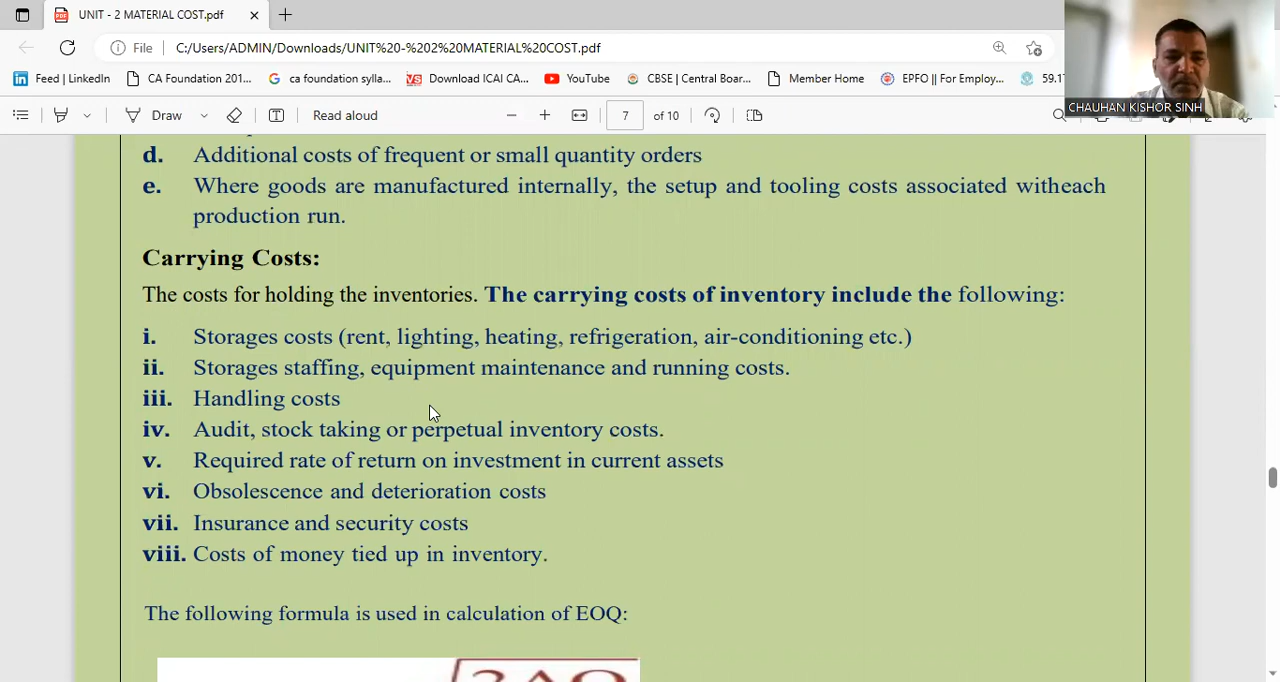 UNIT - 2 MATERIAL COST.pdf
File C:/Users/ADMIN/Downloads/UNIT%20-%202%20MATERIAL%20COST.pdf
Feed | LinkedIn CA Foundation 201... ca foundation sylla... Download ICAI CA... YouTube CBSE | Central Boar... Member Home EPFO || For Employ... 59.1
CHAUHAN KISHOR SINH
Draw Read aloud 7 of 10
d. Additional costs of frequent or small quantity orders
e. Where goods are manufactured internally, the setup and tooling costs associated witheach
production run.
Carrying Costs:
The costs for holding the inventories. The carrying costs of inventory include the following:
i. Storages costs (rent, lighting, heating, refrigeration, air-conditioning etc.)
ii. Storages staffing, equipment maintenance and running costs.
iii. Handling costs
iv. Audit, stock taking or perpetual inventory costs.
v. Required rate of return on investment in current assets
vi. Obsolescence and deterioration costs
vii. Insurance and security costs
viii. Costs of money tied up in inventory.
The following formula is used in calculation of EOQ: